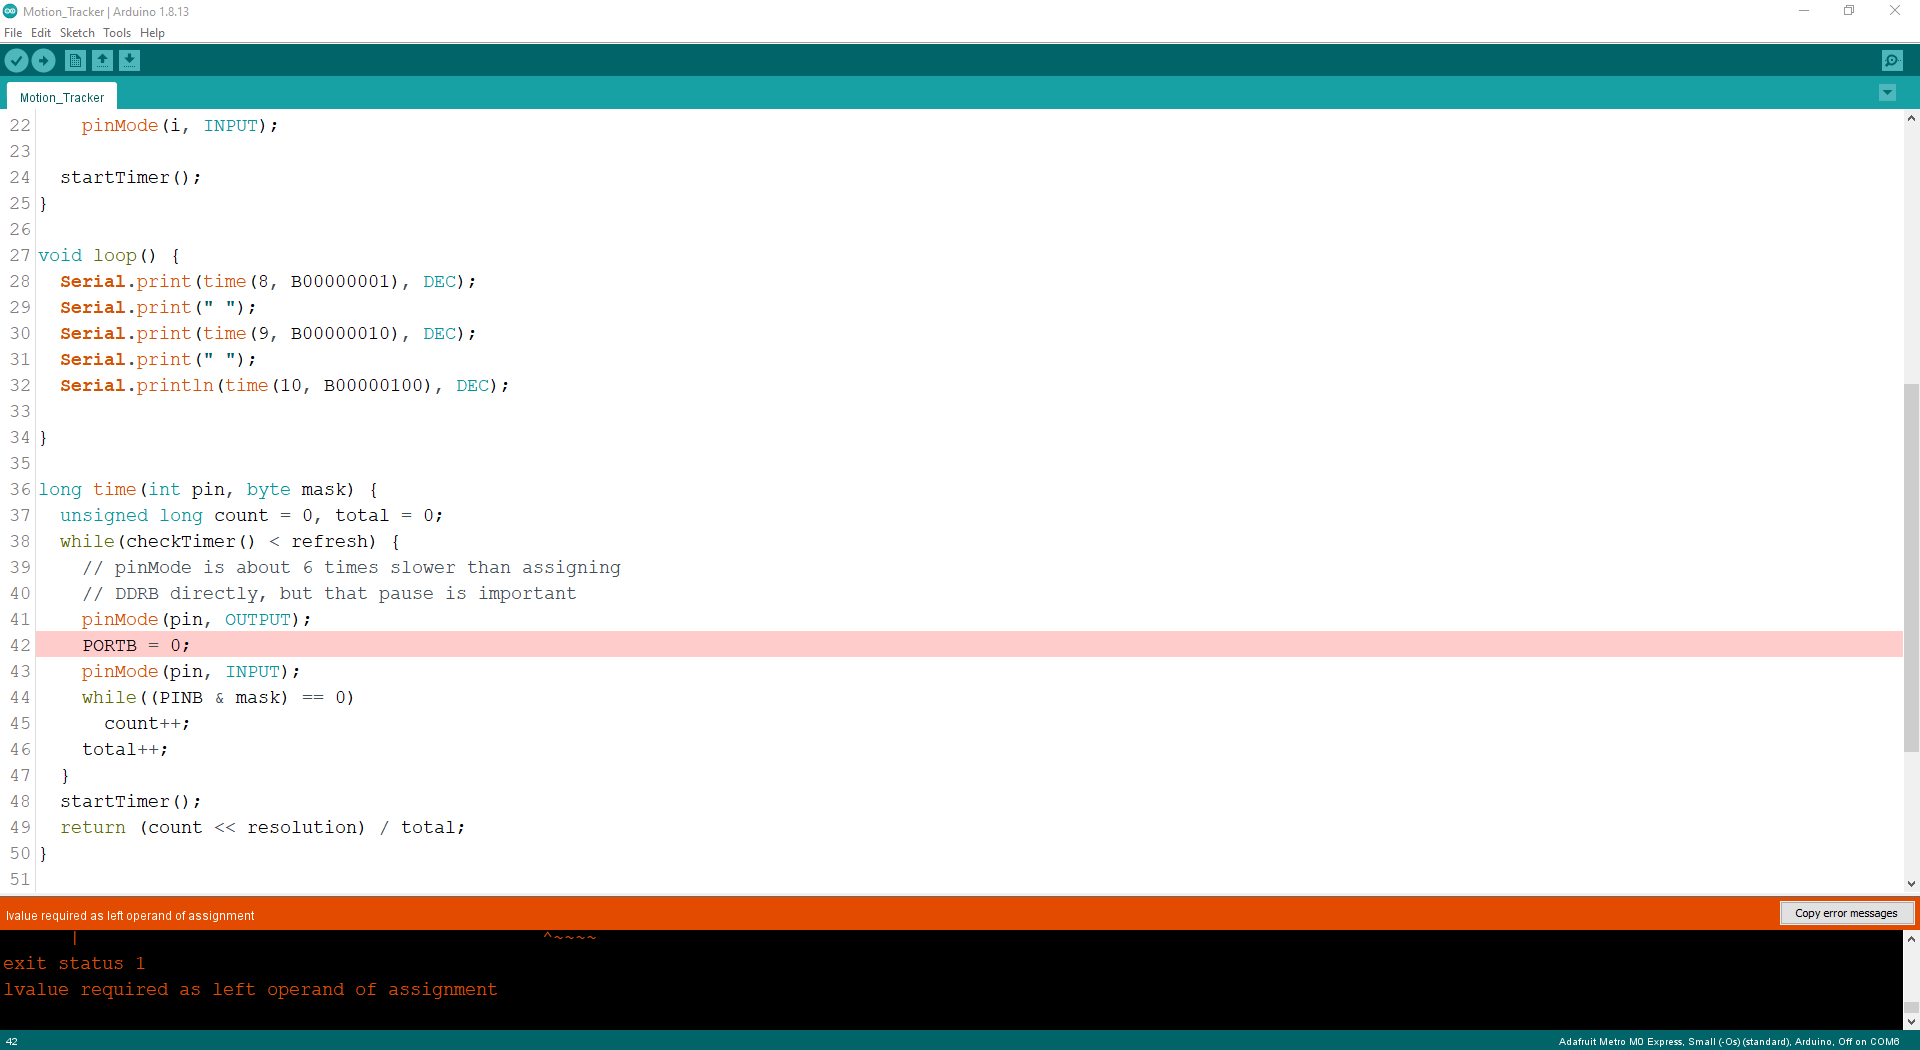 Motion_Tracker | Arduino 1.8.13
File Edit Sketch Tools Help
Motion_Tracker
22     pinMode(i, INPUT);
23
24   startTimer();
25 }
26
27 void loop() {
28   Serial.print(time(8, B00000001), DEC);
29   Serial.print(" ");
30   Serial.print(time(9, B00000010), DEC);
31   Serial.print(" ");
32   Serial.println(time(10, B00000100), DEC);
33
34 }
35
36 long time(int pin, byte mask) {
37   unsigned long count = 0, total = 0;
38   while(checkTimer() < refresh) {
39     // pinMode is about 6 times slower than assigning
40     // DDRB directly, but that pause is important
41     pinMode(pin, OUTPUT);
42     PORTB = 0;
43     pinMode(pin, INPUT);
44     while((PINB & mask) == 0)
45       count++;
46     total++;
47   }
48   startTimer();
49   return (count << resolution) / total;
50 }
51
lvalue required as left operand of assignment
Copy error messages
| ^~~~~
exit status 1
lvalue required as left operand of assignment
42
Adafruit Metro M0 Express, Small (-Os) (standard), Arduino, Off on COM6